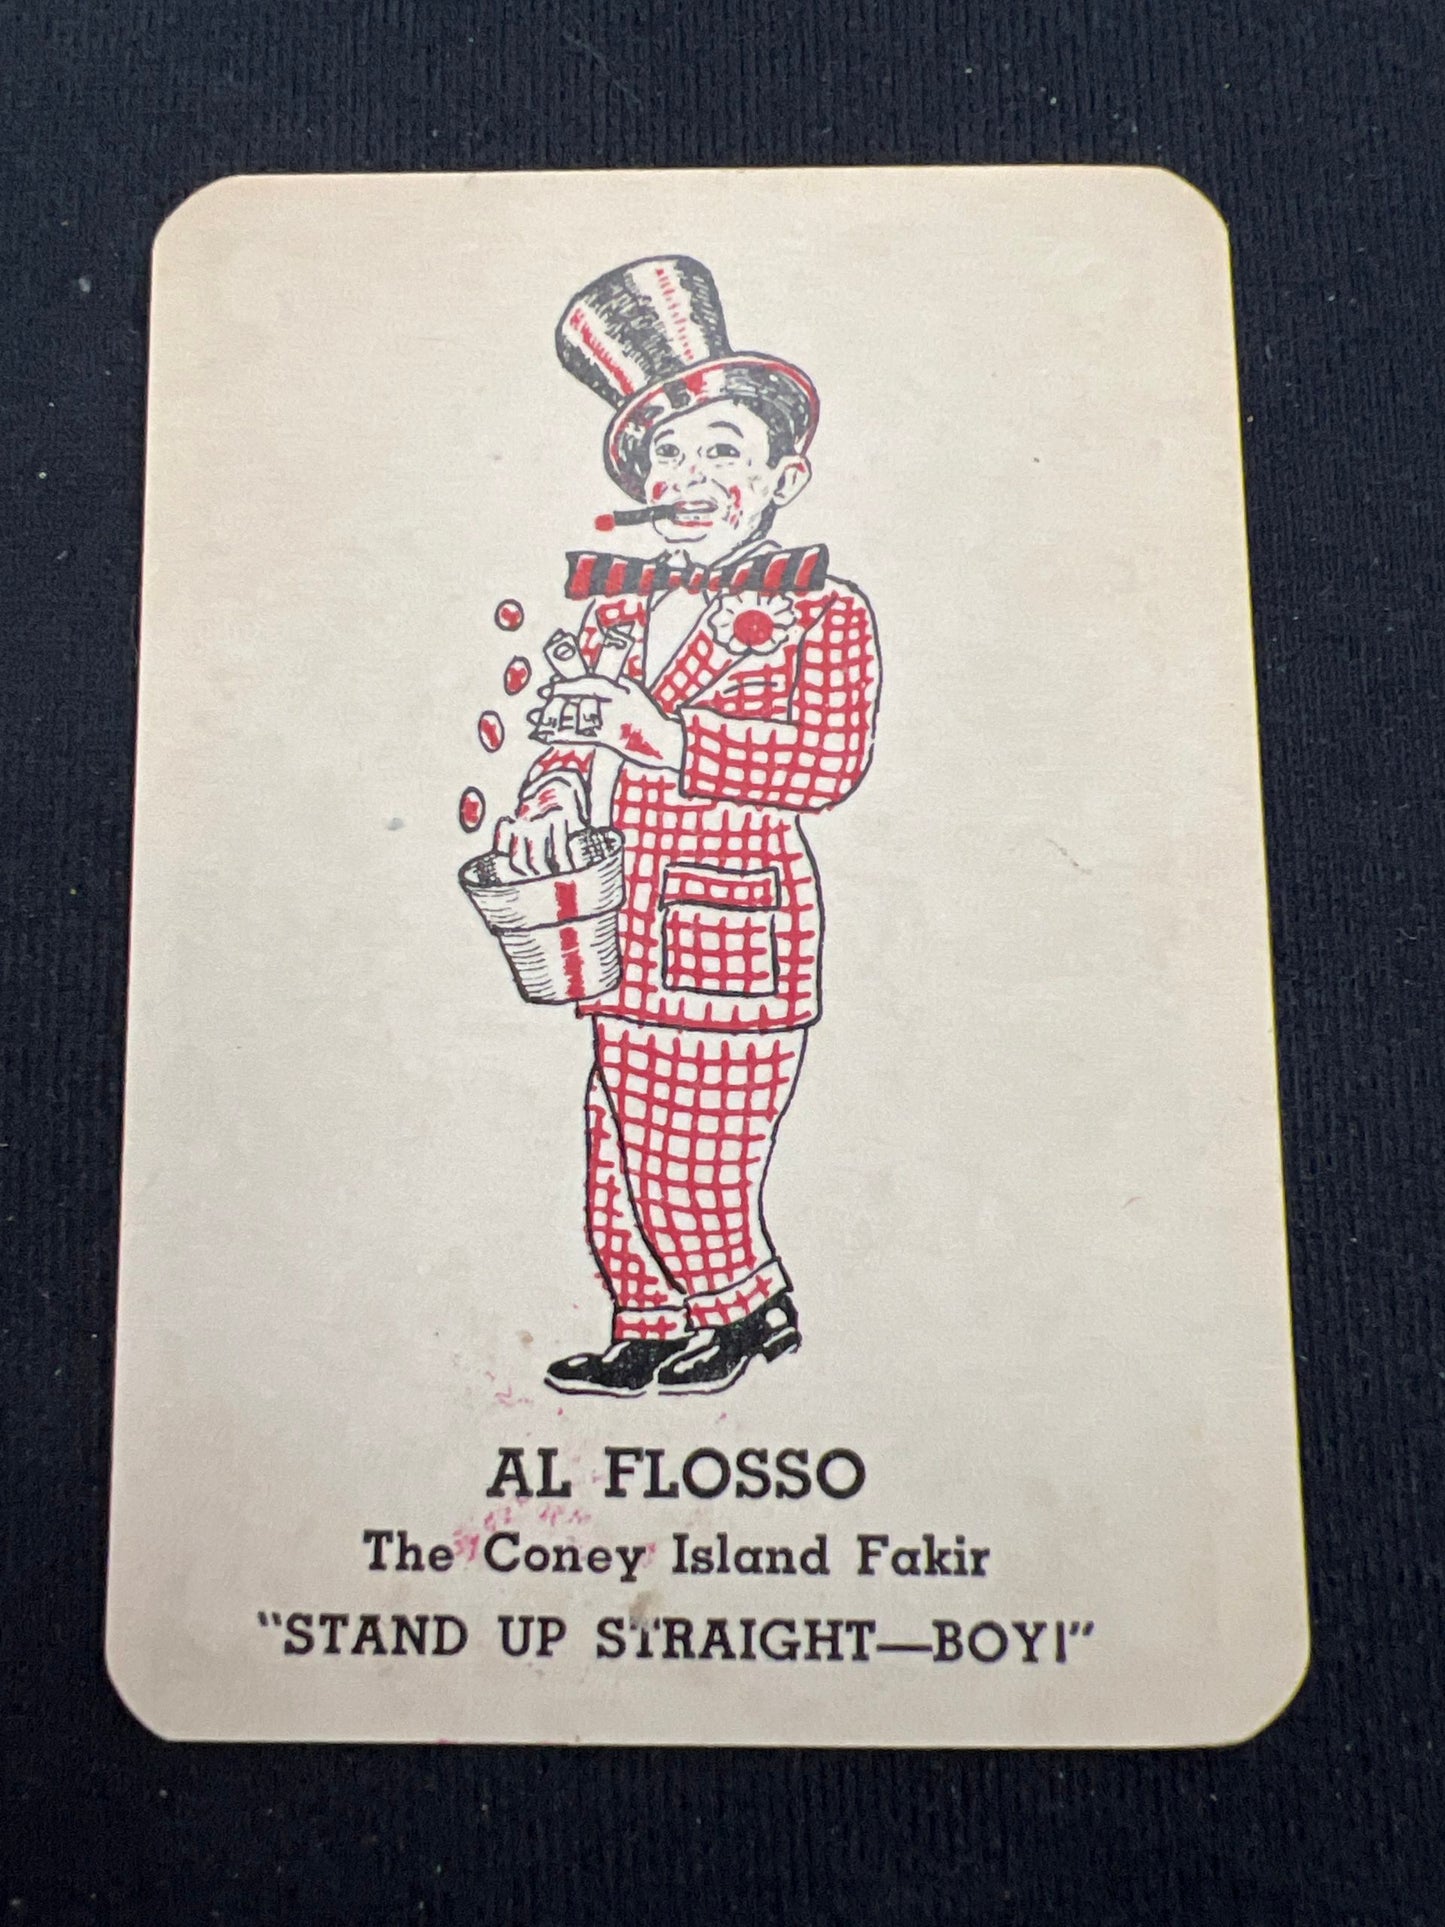 AL FLOSSO
The Coney Island Fakir
"STAND UP STRAIGHT—BOY!"